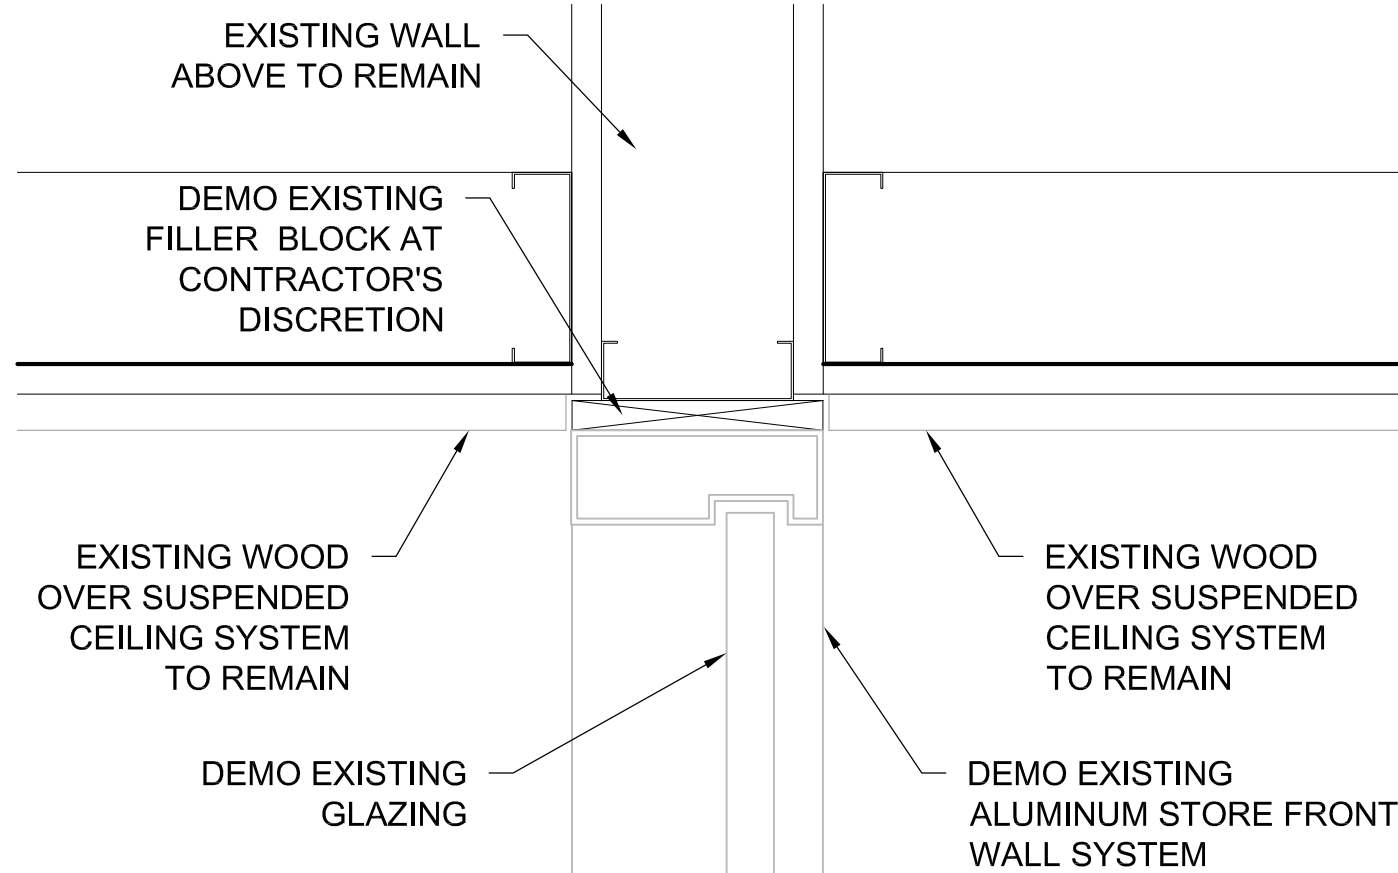 EXISTING WALL
ABOVE TO REMAIN
DEMO EXISTING
FILLER  BLOCK AT
CONTRACTOR'S
DISCRETION
EXISTING WOOD
OVER SUSPENDED
CEILING SYSTEM
TO REMAIN
EXISTING WOOD
OVER SUSPENDED
CEILING SYSTEM
TO REMAIN
DEMO EXISTING
GLAZING
DEMO EXISTING
ALUMINUM STORE FRONT
WALL SYSTEM